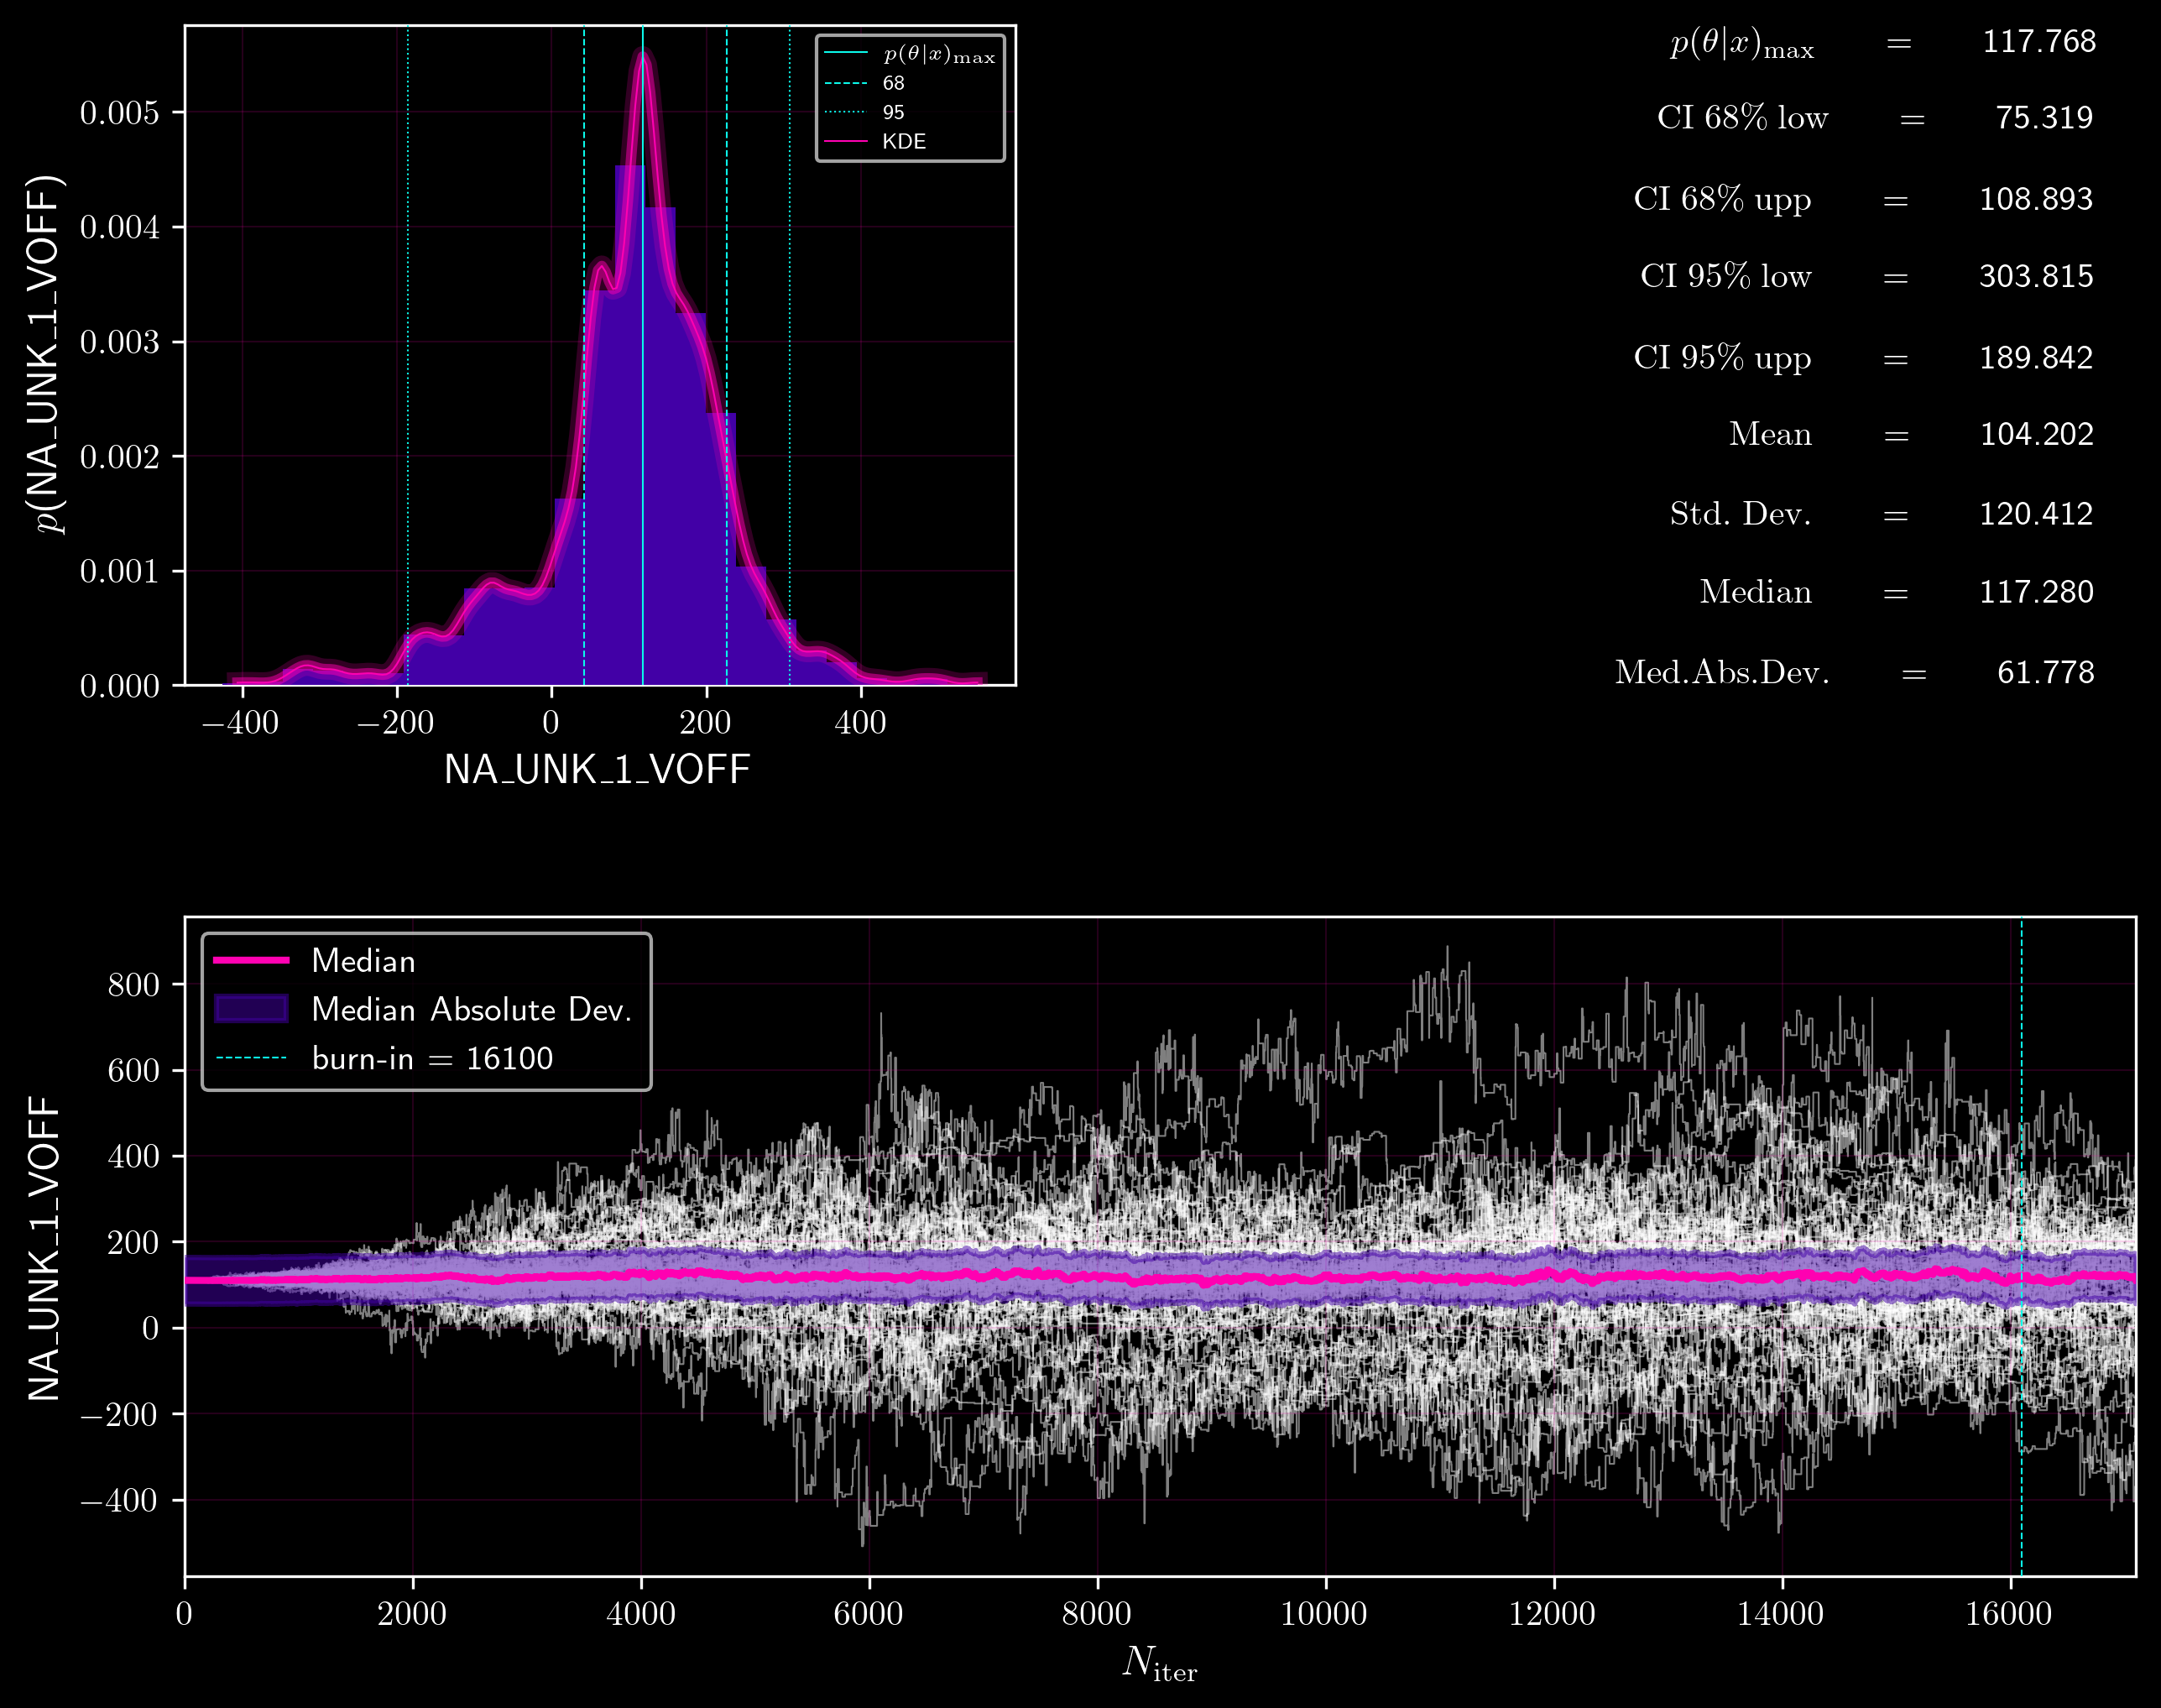 p(θ|x)max
68
95
KDE
p(θ|x)max = 117.768
CI 68% low = 75.319
CI 68% upp = 108.893
CI 95% low = 303.815
CI 95% upp = 189.842
Mean = 104.202
Std. Dev. = 120.412
Median = 117.280
Med.Abs.Dev. = 61.778
p(NA_UNK_1_VOFF)
0.005
0.004
0.003
0.002
0.001
0.000
−400 −200 0 200 400
NA_UNK_1_VOFF
Median
Median Absolute Dev.
burn-in = 16100
NA_UNK_1_VOFF
800
600
400
200
0
−200
−400
0 2000 4000 6000 8000 10000 12000 14000 16000
Niter